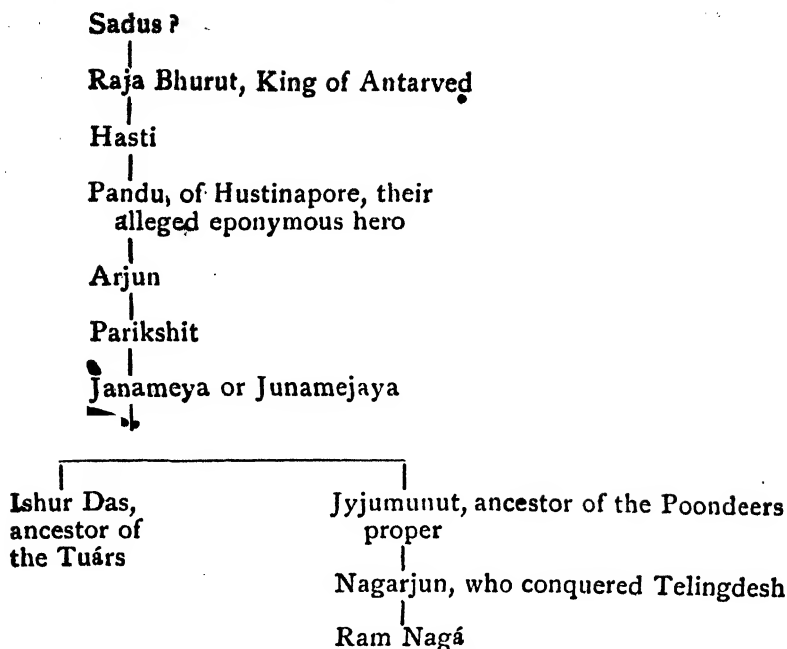 Sadus ?
Raja Bhurut, King of Antarved
Hasti
Pandu, of Hustinapore, their
alleged eponymous hero
Arjun
Parikshit
Janameya or Junamejaya
Ishur Das,
ancestor of
the Tuárs
Jyjumunut, ancestor of the Poondeers
proper
Nagarjun, who conquered Telingdesh
Ram Nagá